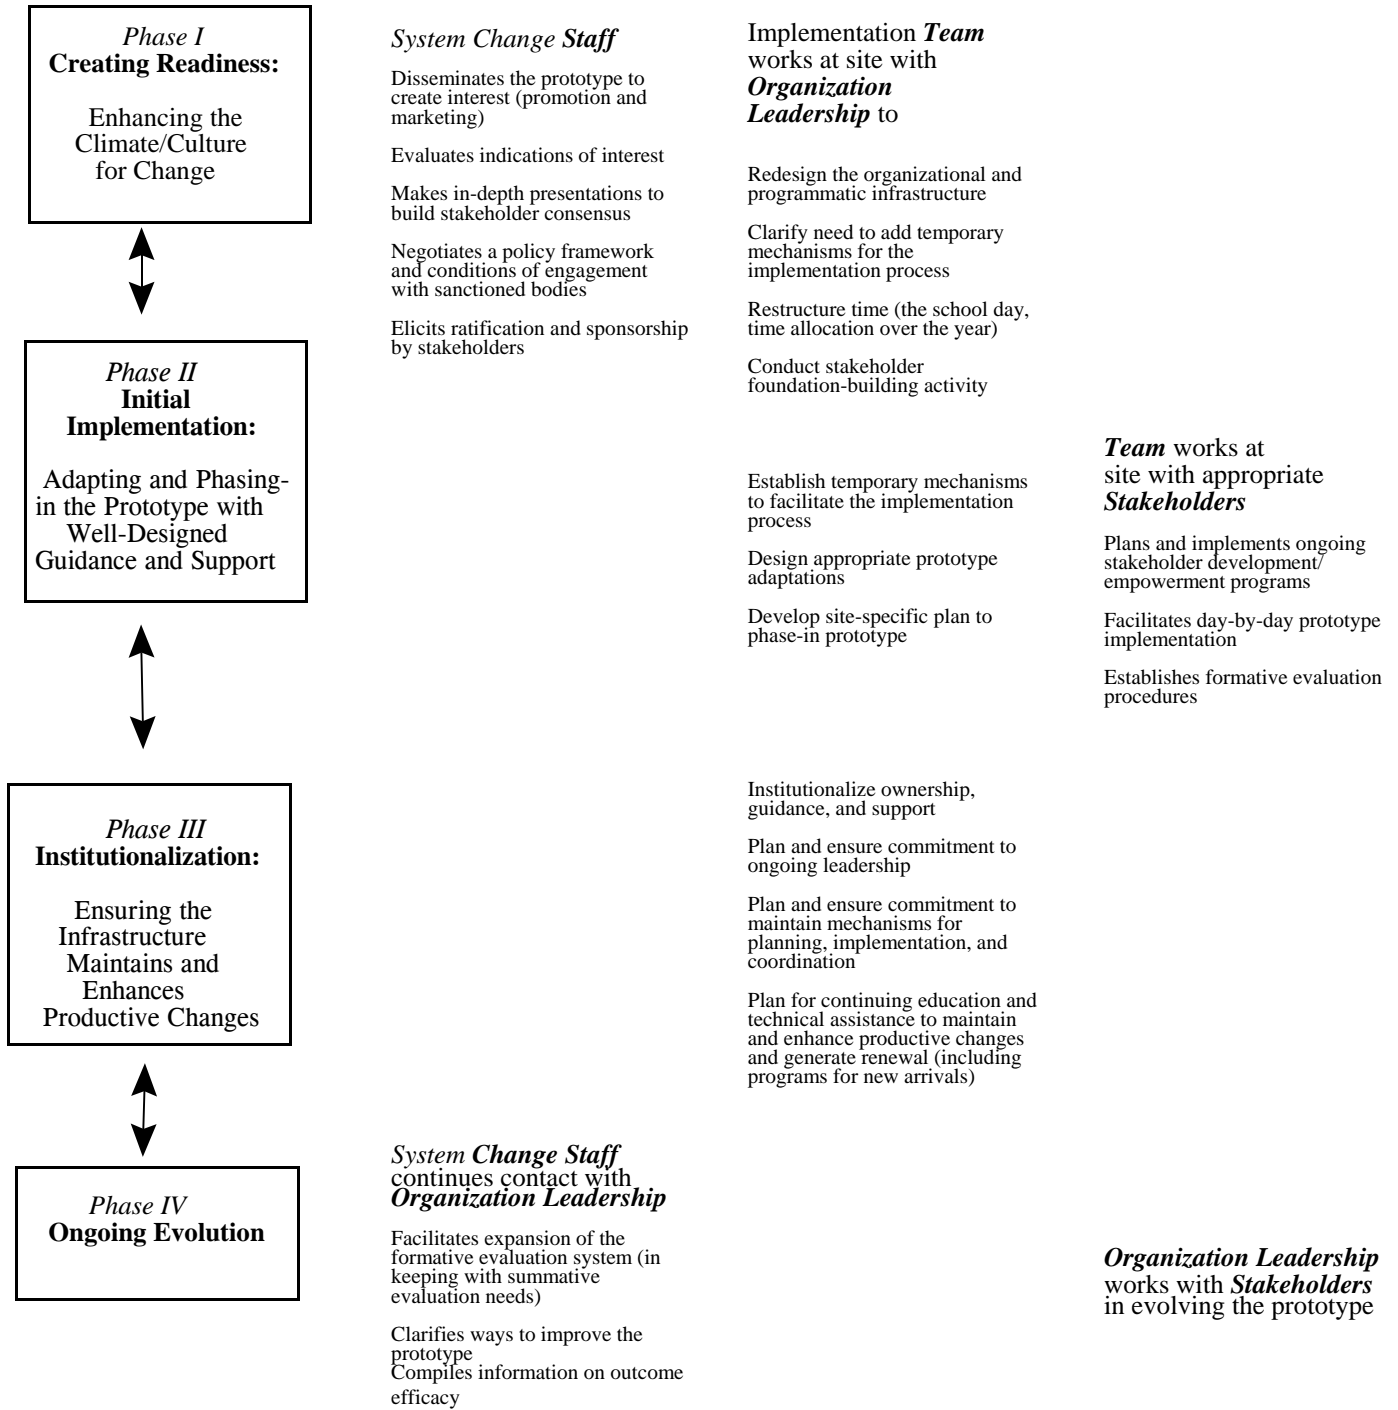 Phase I
Creating Readiness:
Enhancing the
Climate/Culture
for Change
System Change Staff
Disseminates the prototype to
create interest (promotion and
marketing)
Evaluates indications of interest
Makes in-depth presentations to
build stakeholder consensus
Negotiates a policy framework
and conditions of engagement
with sanctioned bodies
Elicits ratification and sponsorship
by stakeholders
Implementation Team
works at site with
Organization
Leadership to
Redesign the organizational and
programmatic infrastructure
Clarify need to add temporary
mechanisms for the
implementation process
Restructure time (the school day,
time allocation over the year)
Conduct stakeholder
foundation-building activity
Phase II
Initial
Implementation:
Adapting and Phasing-
in the Prototype with
Well-Designed
Guidance and Support
Establish temporary mechanisms
to facilitate the implementation
process
Design appropriate prototype
adaptations
Develop site-specific plan to
phase-in prototype
Team works at
site with appropriate
Stakeholders
Plans and implements ongoing
stakeholder development/
empowerment programs
Facilitates day-by-day prototype
implementation
Establishes formative evaluation
procedures
Phase III
Institutionalization:
Ensuring the
Infrastructure
Maintains and
Enhances
Productive Changes
Institutionalize ownership,
guidance, and support
Plan and ensure commitment to
ongoing leadership
Plan and ensure commitment to
maintain mechanisms for
planning, implementation, and
coordination
Plan for continuing education and
technical assistance to maintain
and enhance productive changes
and generate renewal (including
programs for new arrivals)
Phase IV
Ongoing Evolution
System Change Staff
continues contact with
Organization Leadership
Facilitates expansion of the
formative evaluation system (in
keeping with summative
evaluation needs)
Clarifies ways to improve the
prototype
Compiles information on outcome
efficacy
Organization Leadership
works with Stakeholders
in evolving the prototype